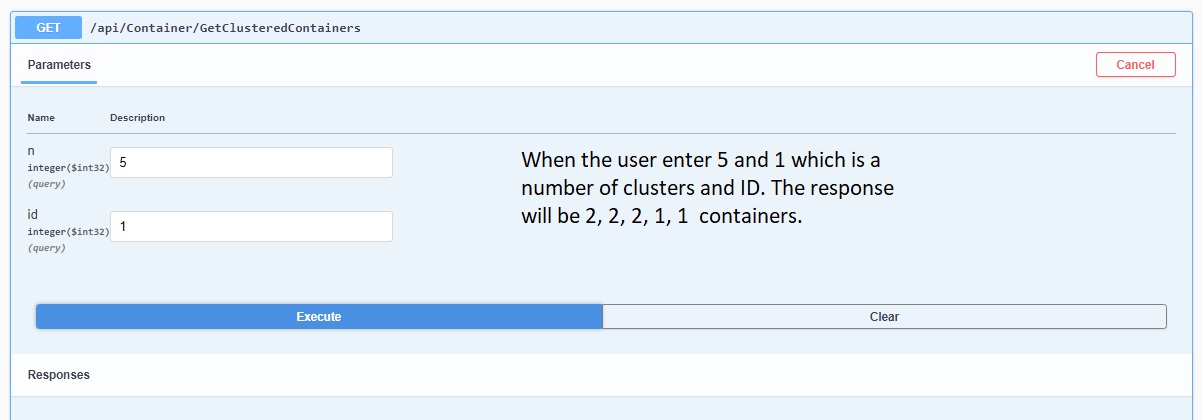 GET /api/Container/GetClusteredContainers
Parameters Cancel
Name Description
n
integer($int32) 5
(query)
id
integer($int32) 1
(query)
When the user enter 5 and 1 which is a
number of clusters and ID. The response
will be 2, 2, 2, 1, 1 containers.
Execute Clear
Responses